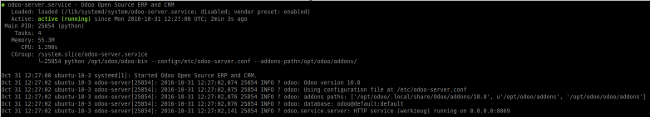 ● odoo-server.service - Odoo Open Source ERP and CRM
Loaded: loaded (/lib/systemd/system/odoo-server.service; disabled; vendor preset: enabled)
Active: active (running) since Mon 2016-10-31 12:27:00 UTC; 2min 3s ago
Main PID: 25854 (python)
Tasks: 4
Memory: 55.3M
CPU: 1.290s
CGroup: /system.slice/odoo-server.service
└─25854 python /opt/odoo/odoo-bin --config=/etc/odoo-server.conf --addons-path=/opt/odoo/addons/
Oct 31 12:27:00 ubuntu-16-3 systemd[1]: Started Odoo Open Source ERP and CRM.
Oct 31 12:27:02 ubuntu-16-3 odoo-server[25854]: 2016-10-31 12:27:02,074 25854 INFO ? odoo: Odoo version 10.0
Oct 31 12:27:02 ubuntu-16-3 odoo-server[25854]: 2016-10-31 12:27:02,075 25854 INFO ? odoo: Using configuration file at /etc/odoo-server.conf
Oct 31 12:27:02 ubuntu-16-3 odoo-server[25854]: 2016-10-31 12:27:02,076 25854 INFO ? odoo: addons paths: ['/opt/odoo/.local/share/Odoo/addons/10.0', u'/opt/odoo/addons', '/opt/odoo/odoo/addons']
Oct 31 12:27:02 ubuntu-16-3 odoo-server[25854]: 2016-10-31 12:27:02,076 25854 INFO ? odoo: database: odoo@default:default
Oct 31 12:27:02 ubuntu-16-3 odoo-server[25854]: 2016-10-31 12:27:02,141 25854 INFO ? odoo.service.server: HTTP service (werkzeug) running on 0.0.0.0:8069